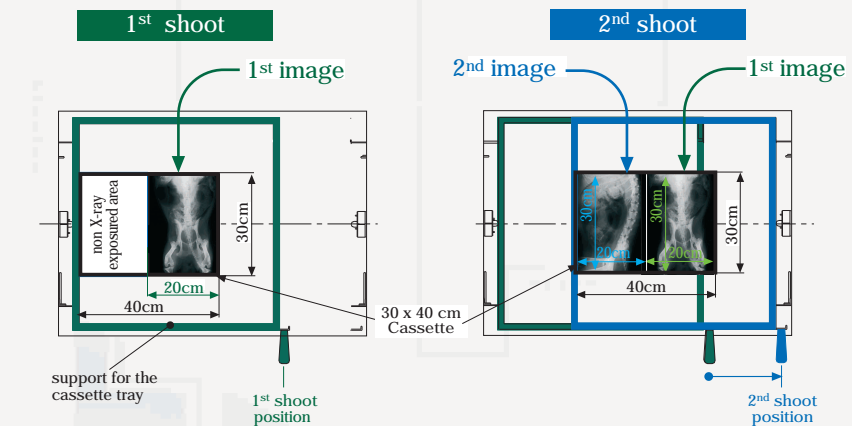 1st shoot
2nd shoot
1st image
2nd image
1st image
non X-ray
exposured area
30cm
20cm
40cm
30cm
20cm
30cm
20cm
30cm
40cm
30 x 40 cm
Cassette
support for the
cassette tray
1st shoot
position
2nd shoot
position